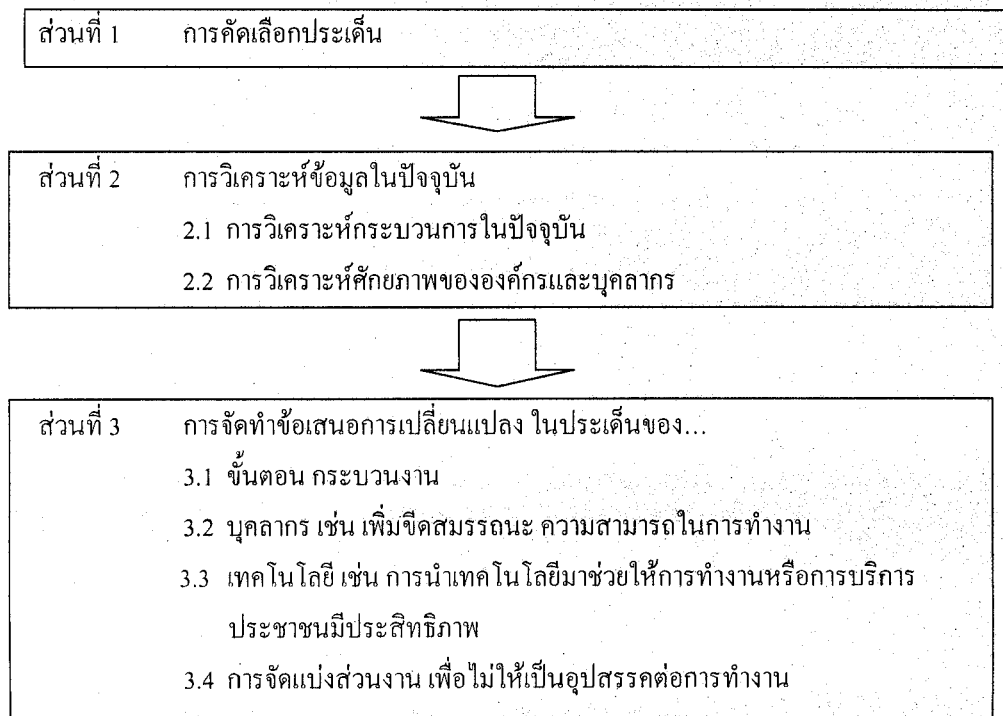 ส่วนที่ 1 การคัดเลือกประเด็น
ส่วนที่ 2 การวิเคราะห์ข้อมูลในปัจจุบัน
2.1 การวิเคราะห์กระบวนการในปัจจุบัน
2.2 การวิเคราะห์ศักยภาพขององค์กรและบุคลากร
ส่วนที่ 3 การจัดทำข้อเสนอการเปลี่ยนแปลง ในประเด็นของ...
3.1 ขั้นตอน กระบวนงาน
3.2 บุคลากร เช่น เพิ่มขีดสมรรถนะ ความสามารถในการทำงาน
3.3 เทคโนโลยี เช่น การนำเทคโนโลยีมาช่วยให้การทำงานหรือการบริการ
ประชาชนมีประสิทธิภาพ
3.4 การจัดแบ่งส่วนงาน เพื่อไม่ให้เป็นอุปสรรคต่อการทำงาน